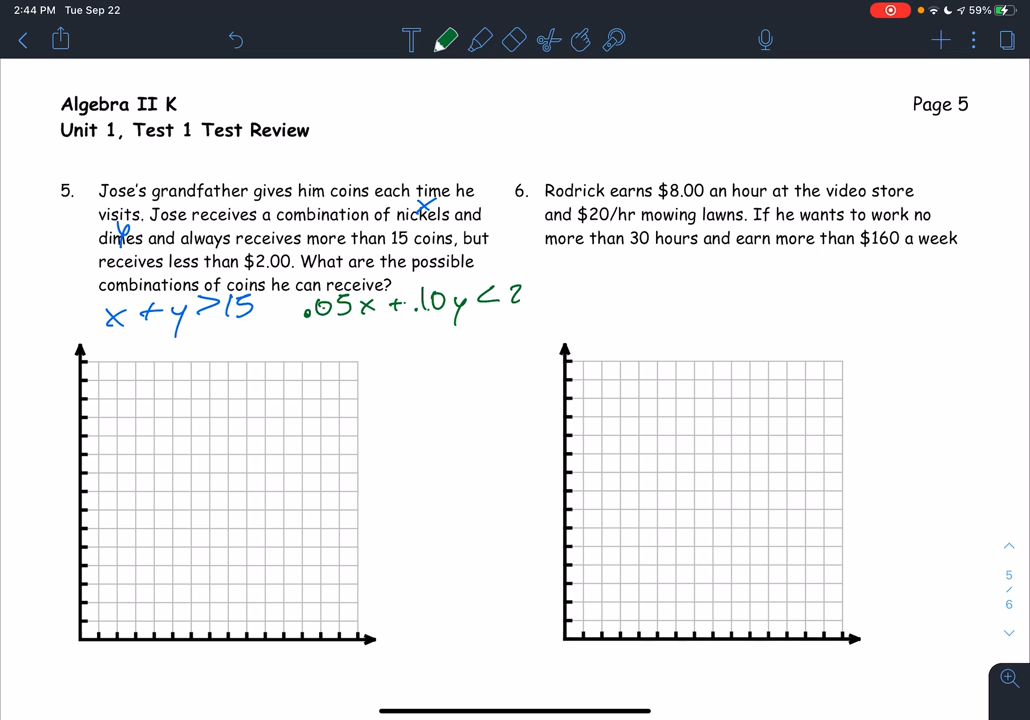 2:44 PM Tue Sep 22
59%
T
Algebra II K
Page 5
Unit 1, Test 1 Test Review
5. Jose's grandfather gives him coins each time he
visits. Jose receives a combination of nickels and
dimes and always receives more than 15 coins, but
receives less than $2.00. What are the possible
combinations of coins he can receive?
x
y
x + y > 15
.05x + .10y < 2
6. Rodrick earns $8.00 an hour at the video store
and $20/hr mowing lawns. If he wants to work no
more than 30 hours and earn more than $160 a week
5
/
6